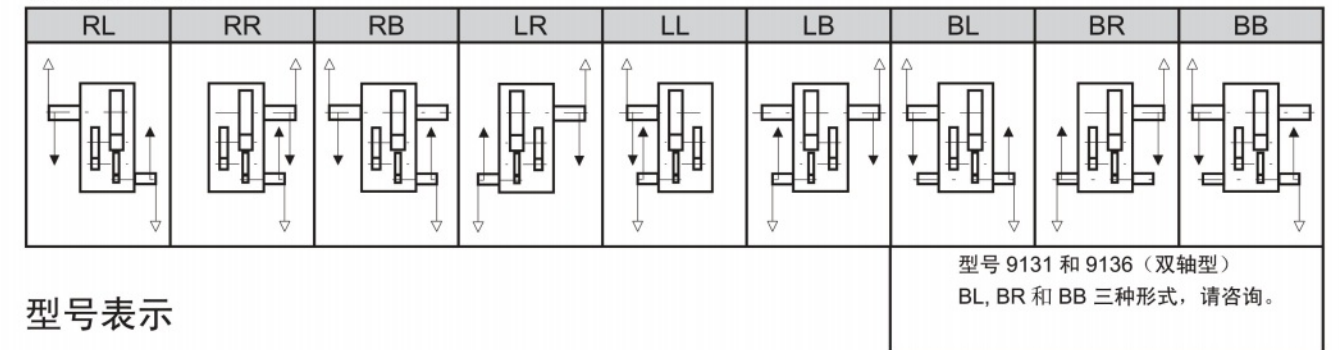 RL RR RB LR LL LB BL BR BB
型号 9131 和 9136（双轴型）
BL, BR 和 BB 三种形式，请咨询。
型号表示